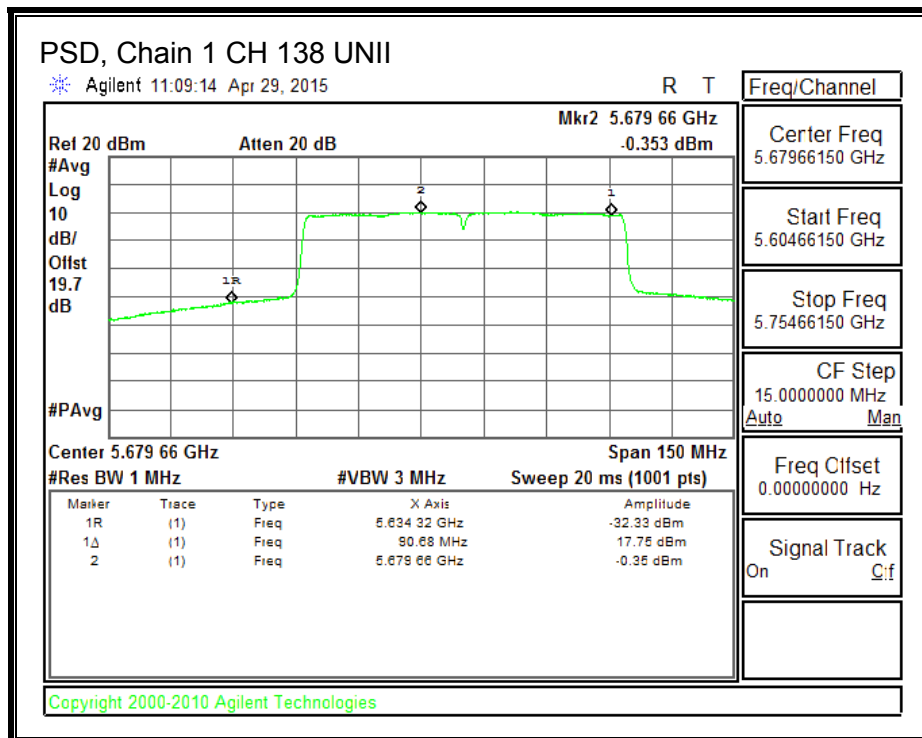 PSD, Chain 1 CH 138 UNII
Agilent 11:09:14 Apr 29, 2015
R T
Mkr2 5.679 66 GHz
Ref 20 dBm Atten 20 dB -0.353 dBm
#Avg
Log
10
dB/
Offst
19.7
dB
#PAvg
2
1
1R
Center 5.679 66 GHz Span 150 MHz
#Res BW 1 MHz #VBW 3 MHz Sweep 20 ms (1001 pts)
Marker Trace Type X Axis Amplitude
1R (1) Freq 5.634 32 GHz -32.33 dBm
1Δ (1) Freq 90.68 MHz 17.75 dBm
2 (1) Freq 5.679 66 GHz -0.35 dBm
Freq/Channel
Center Freq
5.67966150 GHz
Start Freq
5.60466150 GHz
Stop Freq
5.75466150 GHz
CF Step
15.0000000 MHz
Auto Man
Freq Offset
0.00000000 Hz
Signal Track
On Off
Copyright 2000-2010 Agilent Technologies